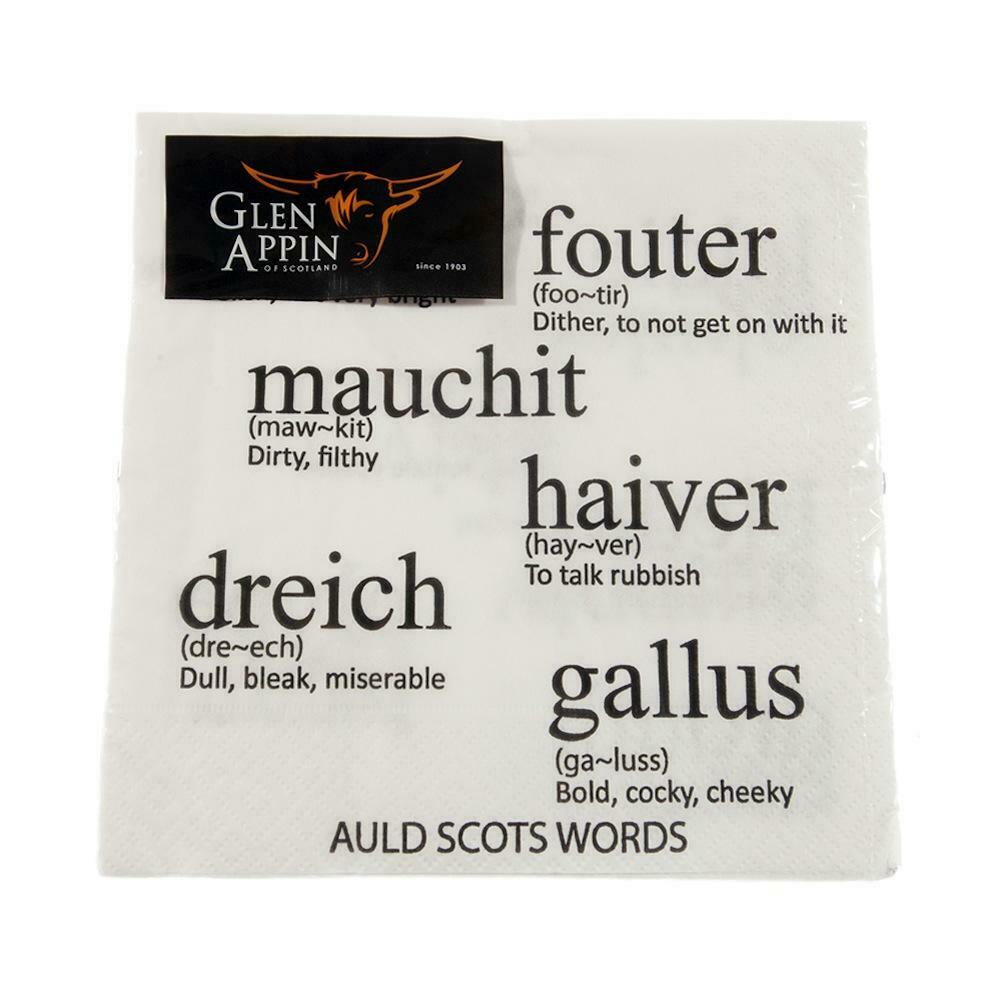 GLEN
APPIN
OF SCOTLAND
since 1903
very bright
fouter
(foo~tir)
Dither, to not get on with it
mauchit
(maw~kit)
Dirty, filthy
haiver
(hay~ver)
To talk rubbish
dreich
(dre~ech)
Dull, bleak, miserable
gallus
(ga~luss)
Bold, cocky, cheeky
AULD SCOTS WORDS